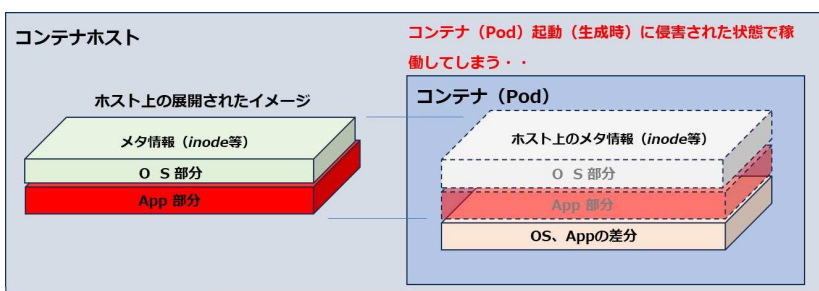 コンテナホスト
コンテナ（Pod）起動（生成時）に侵害された状態で稼
働してしまう・・
ホスト上の展開されたイメージ
メタ情報（inode等）
ＯＳ部分
App 部分
コンテナ（Pod）
ホスト上のメタ情報（inode等）
ＯＳ部分
App 部分
OS、Appの差分